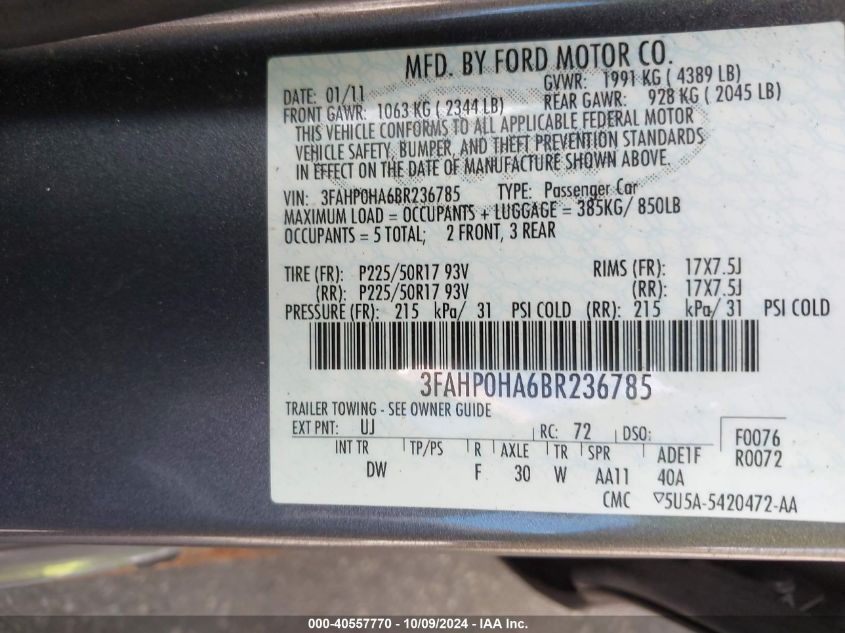 MFD. BY FORD MOTOR CO.
DATE: 01/11 GVWR: 1991 KG ( 4389 LB)
FRONT GAWR: 1063 KG ( 2344 LB) REAR GAWR: 928 KG ( 2045 LB)
THIS VEHICLE CONFORMS TO ALL APPLICABLE FEDERAL MOTOR
VEHICLE SAFETY, BUMPER, AND THEFT PREVENTION STANDARDS
IN EFFECT ON THE DATE OF MANUFACTURE SHOWN ABOVE.
VIN: 3FAHP0HA6BR236785 TYPE: Passenger Car
MAXIMUM LOAD = OCCUPANTS + LUGGAGE = 385KG/ 850LB
OCCUPANTS = 5 TOTAL; 2 FRONT, 3 REAR
TIRE (FR): P225/50R17 93V RIMS (FR): 17X7.5J
(RR): P225/50R17 93V (RR): 17X7.5J
PRESSURE (FR): 215 kPa/ 31 PSI COLD (RR): 215 kPa/ 31 PSI COLD
3FAHP0HA6BR236785
TRAILER TOWING - SEE OWNER GUIDE
EXT PNT: UJ RC: 72 DSO: F0076
INT TR TP/PS R AXLE TR SPR ADE1F R0072
DW F 30 W AA11 40A
CMC ▽5U5A-5420472-AA
000-40557770 - 10/09/2024 - IAA Inc.